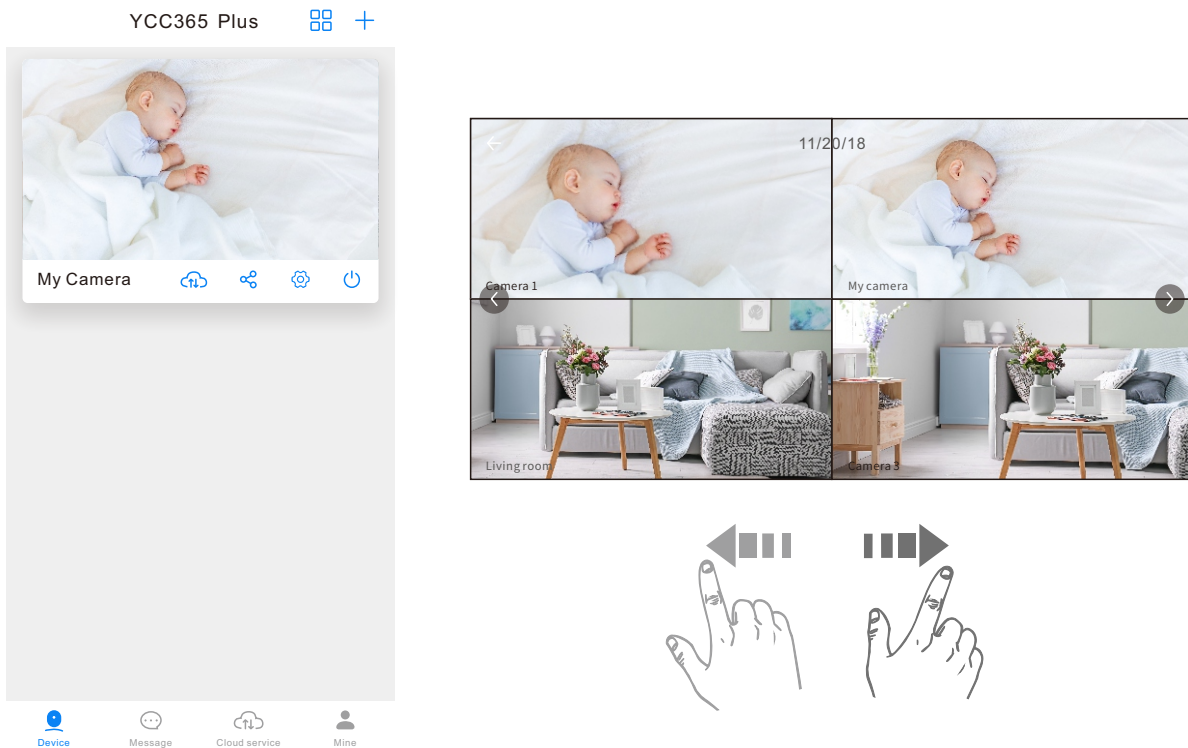 YCC365 Plus
My Camera
Device
Message
Cloud service
Mine
11/20/18
Camera 1
My camera
Living room
Camera 3